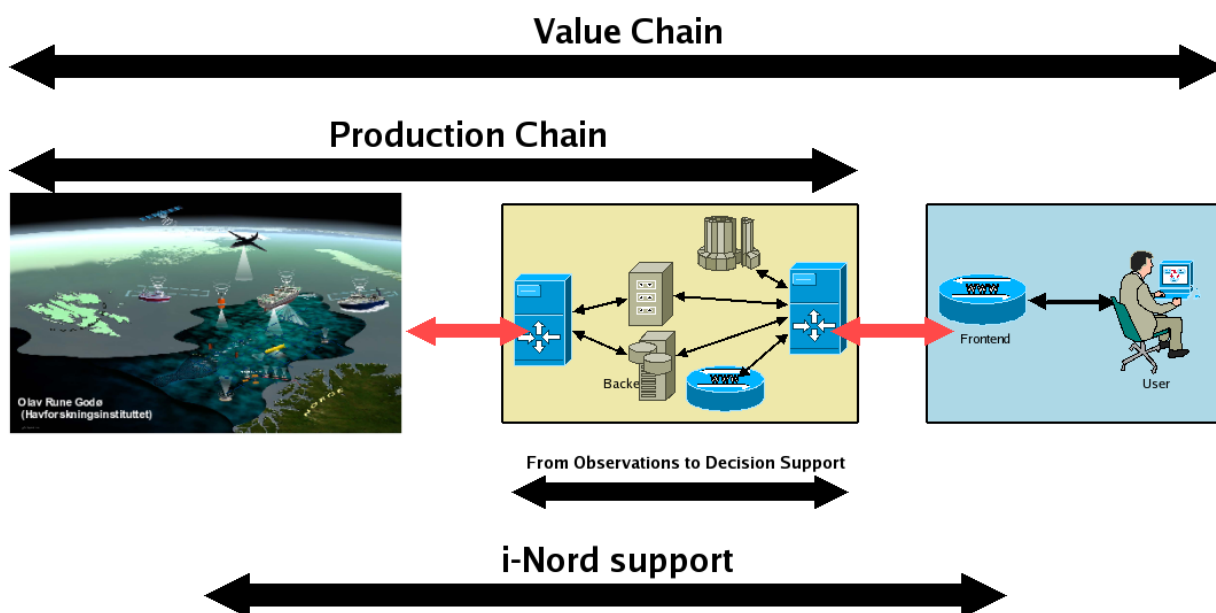 Value Chain
Production Chain
Olav Rune Godø
(Havforskningsinstituttet)
NORGE
WWW
Backe
WWW
Frontend
User
From Observations to Decision Support
i-Nord support